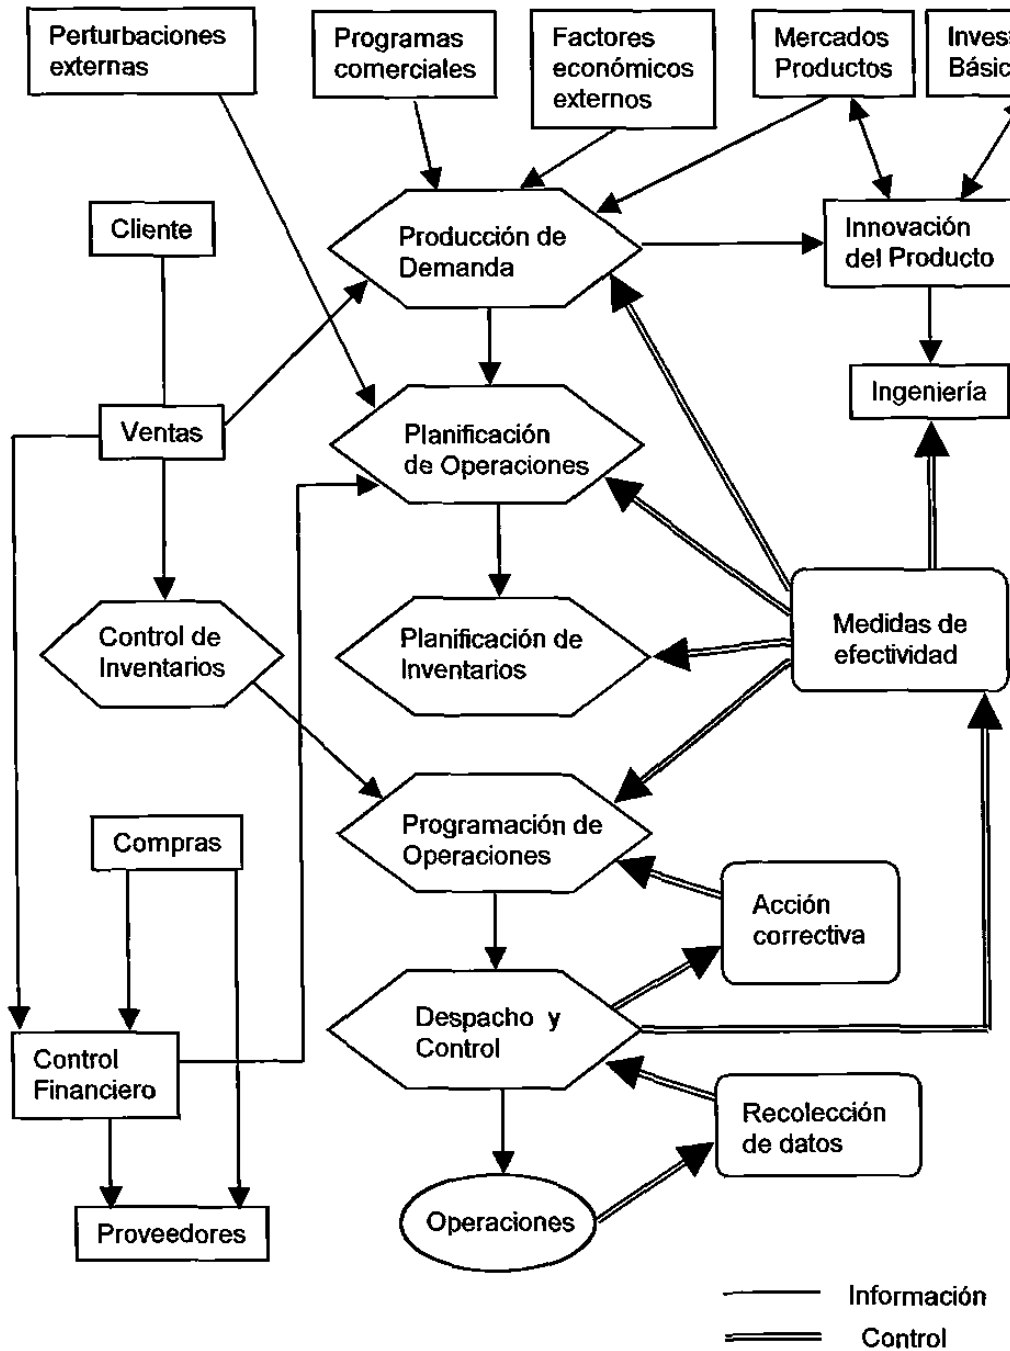 Perturbaciones
externas
Programas
comerciales
Factores
económicos
externos
Mercados
Productos
Cliente
Producción de
Demanda
Innovación
del Producto
Ventas
Planificación
de Operaciones
Ingeniería
Control de
Inventarios
Planificación de
Inventarios
Medidas de
efectividad
Compras
Programación de
Operaciones
Acción
correctiva
Control
Financiero
Despacho y
Control
Recolección
de datos
Proveedores
Operaciones
Información
Control